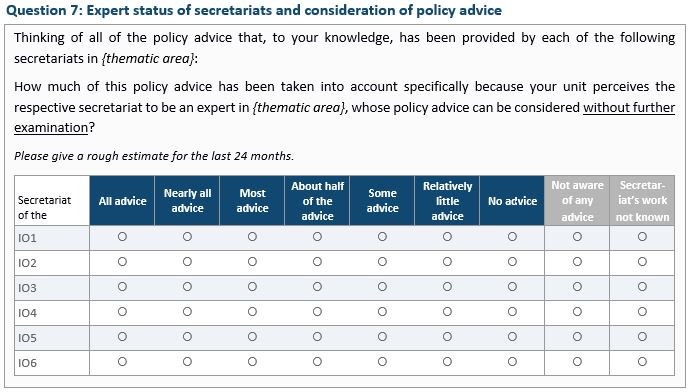 Question 7: Expert status of secretariats and consideration of policy advice
Thinking of all of the policy advice that, to your knowledge, has been provided by each of the following
secretariats in {thematic area}:
How much of this policy advice has been taken into account specifically because your unit perceives the
respective secretariat to be an expert in {thematic area}, whose policy advice can be considered without further
examination?
Please give a rough estimate for the last 24 months.
Secretariat of the
All advice
Nearly all advice
Most advice
About half of the advice
Some advice
Relatively little advice
No advice
Not aware of any advice
Secretar-iat's work not known
IO1
IO2
IO3
IO4
IO5
IO6